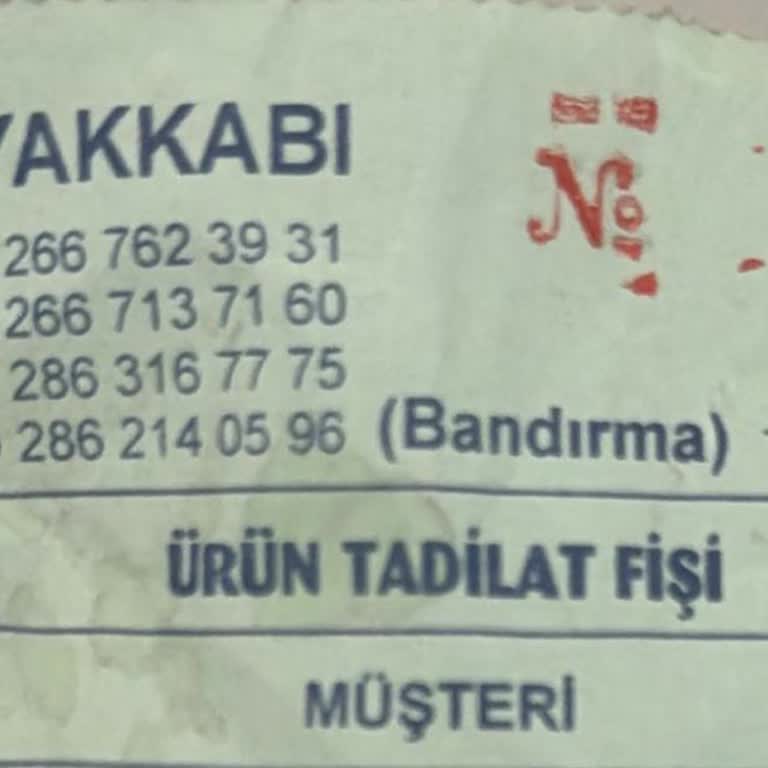 YAKKABI
No
266 762 39 31
266 713 71 60
286 316 77 75
286 214 05 96 (Bandırma)
ÜRÜN TADİLAT FİŞİ
MÜŞTERİ